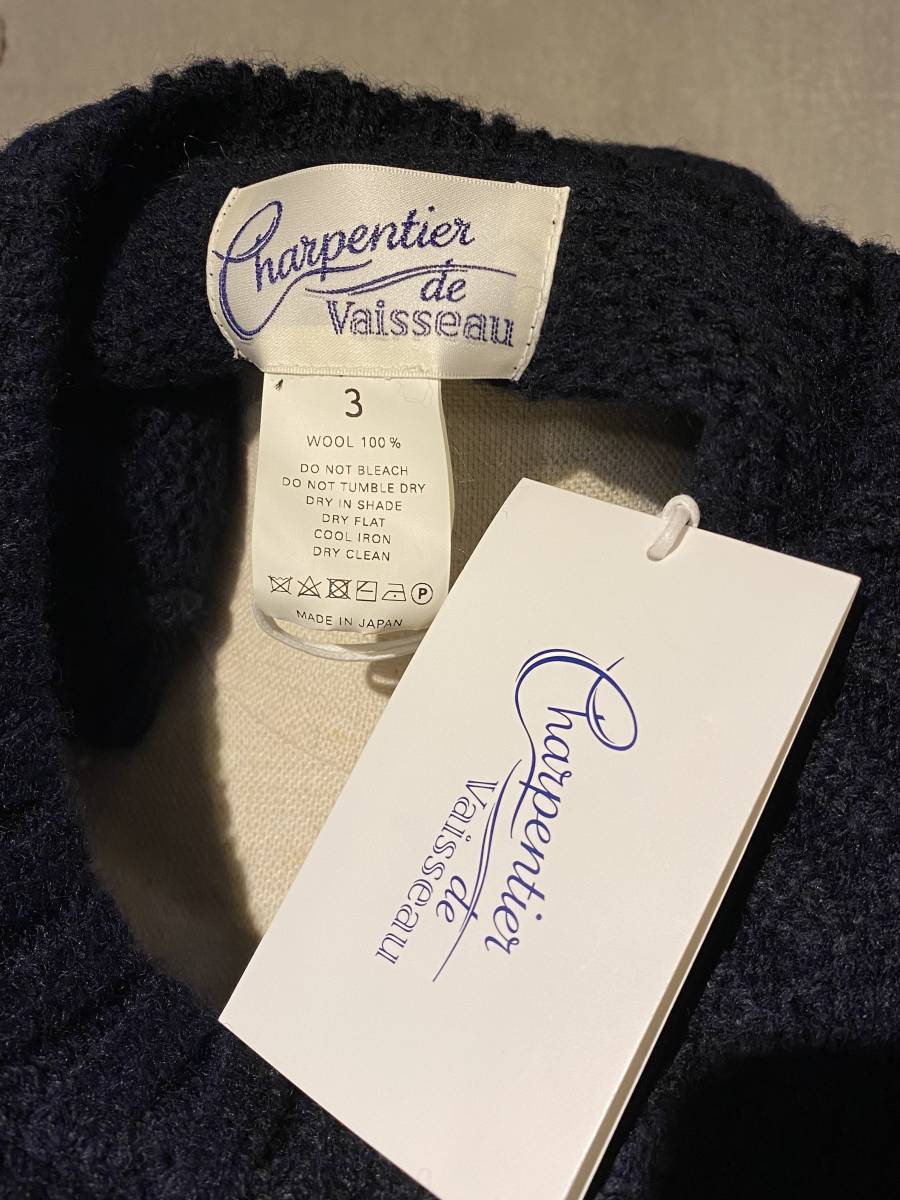 Charpentier
de
Vaisseau
3
WOOL 100%
DO NOT BLEACH
DO NOT TUMBLE DRY
DRY IN SHADE
DRY FLAT
COOL IRON
DRY CLEAN
P
MADE IN JAPAN
Charpentier
de
Vaisseau